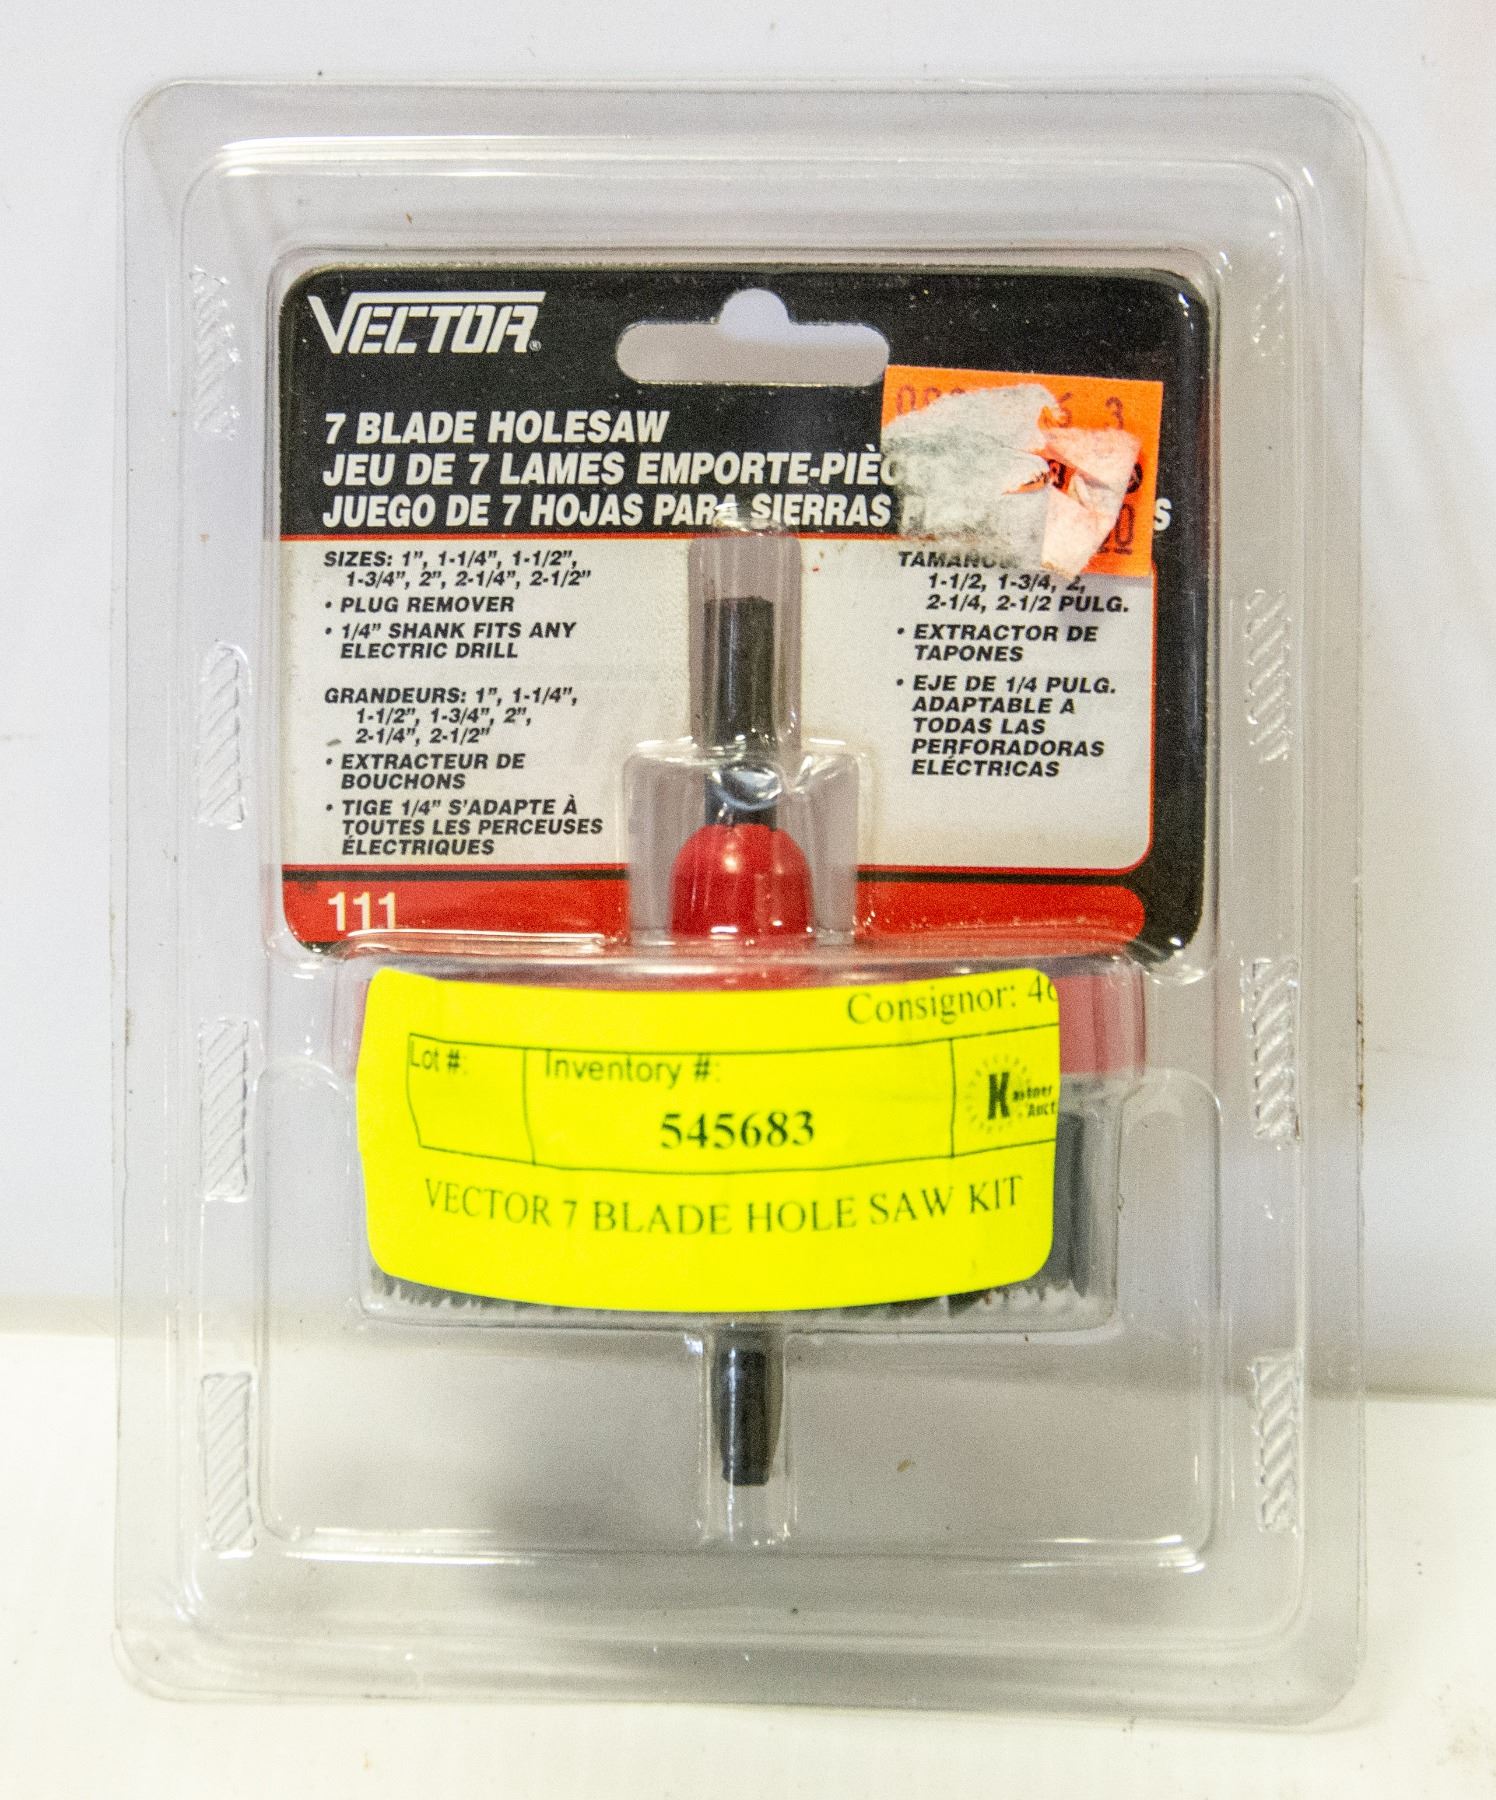 VECTOR®
7 BLADE HOLESAW
JEU DE 7 LAMES
JUEGO DE 7 HOJAS PARA SIERRAS
SIZES: 1", 1-1/4", 1-1/2",
1-3/4", 2", 2-1/4", 2-1/2"
• PLUG REMOVER
• 1/4" SHANK FITS ANY
ELECTRIC DRILL
GRANDEURS: 1", 1-1/4",
1-1/2", 1-3/4", 2",
2-1/4", 2-1/2"
• EXTRACTEUR DE
BOUCHONS
• TIGE 1/4" S'ADAPTE À
TOUTES LES PERCEUSES
ÉLECTRIQUES
1-1/2, 1-3/4, 2,
2-1/4, 2-1/2 PULG.
• EXTRACTOR DE
TAPONES
• EJE DE 1/4 PULG.
ADAPTABLE A
TODAS LAS
PERFORADORAS
ELÉCTRICAS
111
Consignor:
Lot #:
Inventory #:
545683
VECTOR 7 BLADE HOLE SAW KIT